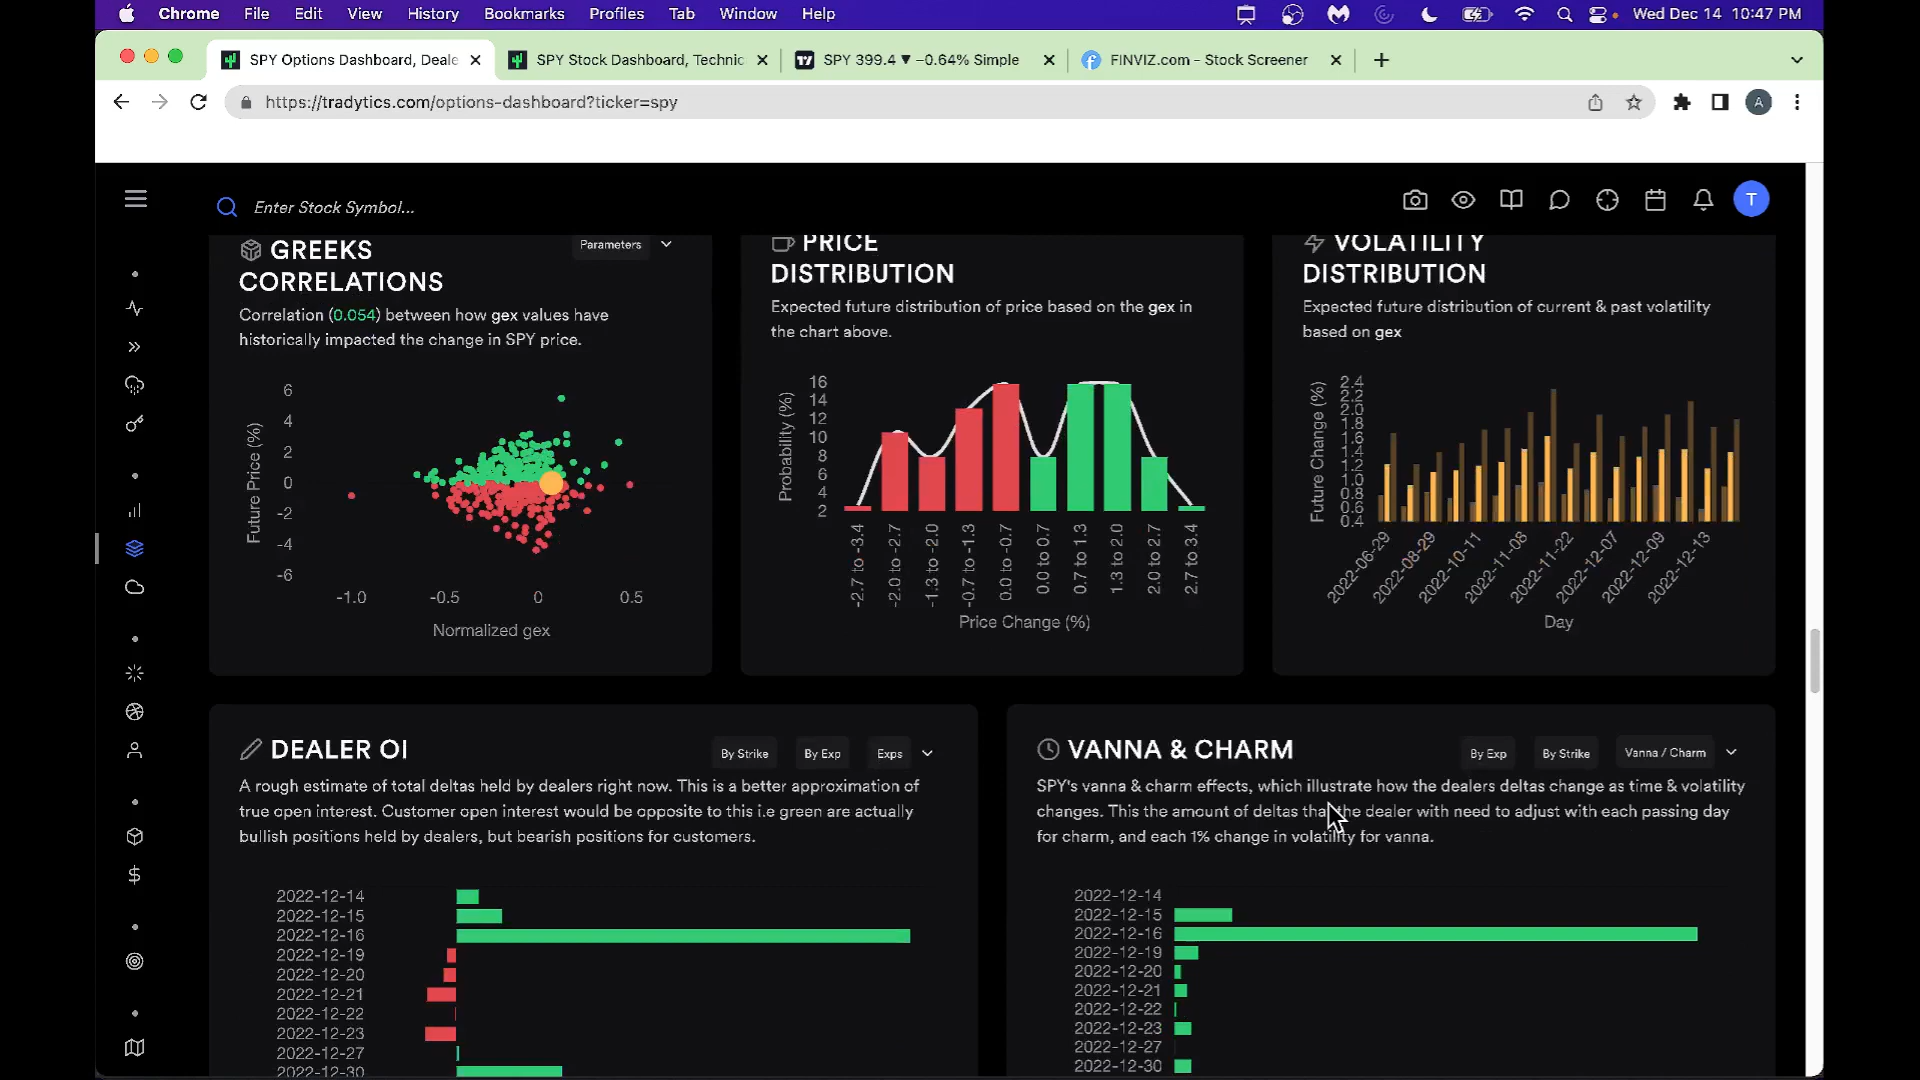 Chrome File Edit View History Bookmarks Profiles Tab Window Help Wed Dec 14 10:47 PM
SPY Options Dashboard, Deale SPY Stock Dashboard, Technic SPY 399.4 ▼ −0.64% Simple FINVIZ.com - Stock Screener
https://tradytics.com/options-dashboard?ticker=spy A
Enter Stock Symbol... T
GREEKS
CORRELATIONS
Parameters
Correlation (0.054) between how gex values have
historically impacted the change in SPY price.
Future Price (%)
6
4
2
0
-2
-4
-6
-1.0 -0.5 0 0.5
Normalized gex
PRICE
DISTRIBUTION
Expected future distribution of price based on the gex in
the chart above.
Probability (%)
16
14
12
10
8
6
4
2
-2.7 to -3.4 -2.0 to -2.7 -1.3 to -2.0 -0.7 to -1.3 0.0 to -0.7 0.0 to 0.7 0.7 to 1.3 1.3 to 2.0 2.0 to 2.7 2.7 to 3.4
Price Change (%)
VOLATILITY
DISTRIBUTION
Expected future distribution of current & past volatility
based on gex
Future Change (%)
2.4
2.2
2.0
1.8
1.6
1.4
1.2
1.0
0.8
0.6
0.4
2022-06-29 2022-08-29 2022-10-11 2022-11-08 2022-11-22 2022-12-07 2022-12-09 2022-12-13
Day
DEALER OI
By Strike By Exp Exps
A rough estimate of total deltas held by dealers right now. This is a better approximation of
true open interest. Customer open interest would be opposite to this i.e green are actually
bullish positions held by dealers, but bearish positions for customers.
2022-12-14
2022-12-15
2022-12-16
2022-12-19
2022-12-20
2022-12-21
2022-12-22
2022-12-23
2022-12-27
2022-12-30
VANNA & CHARM
By Exp By Strike Vanna / Charm
SPY's vanna & charm effects, which illustrate how the dealers deltas change as time & volatility
changes. This the amount of deltas that the dealer with need to adjust with each passing day
for charm, and each 1% change in volatility for vanna.
2022-12-14
2022-12-15
2022-12-16
2022-12-19
2022-12-20
2022-12-21
2022-12-22
2022-12-23
2022-12-27
2022-12-30